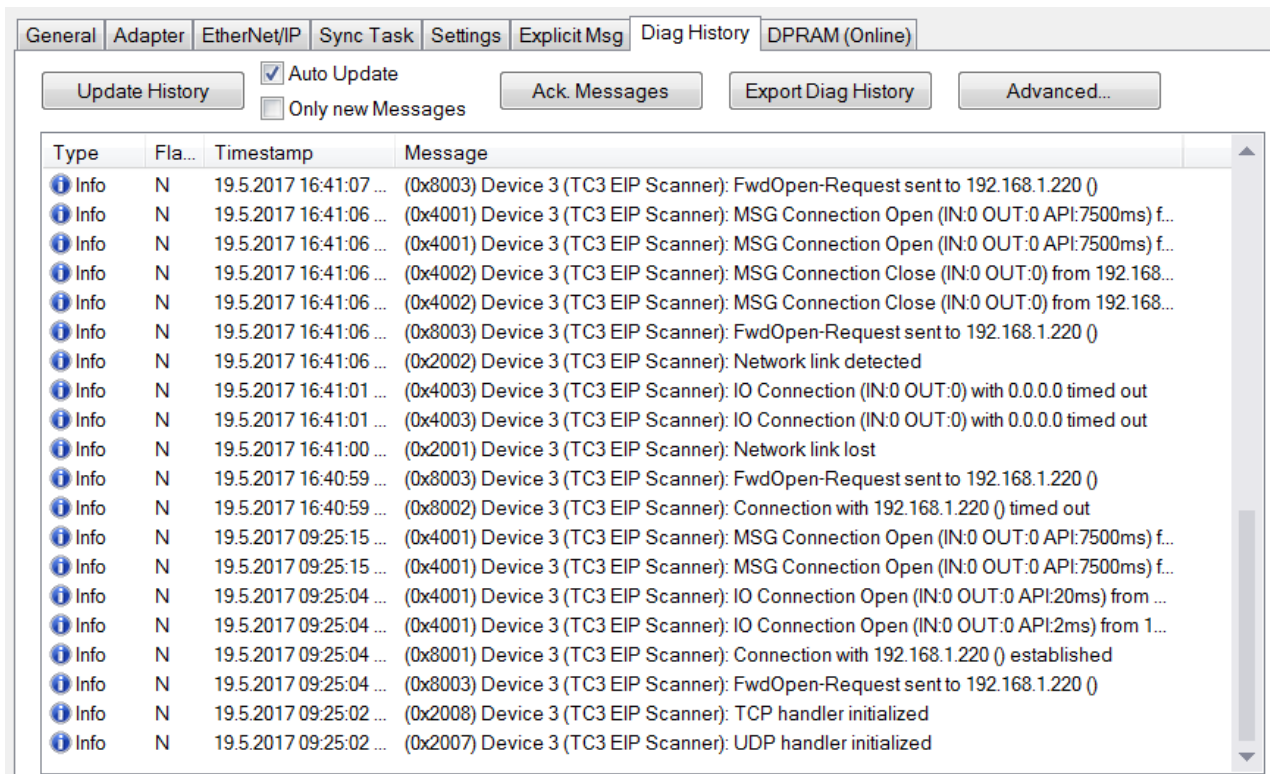 General Adapter EtherNet/IP Sync Task Settings Explicit Msg Diag History DPRAM (Online)
Update History Auto Update Ack. Messages Export Diag History Advanced...
Only new Messages
Type Fla... Timestamp Message
Info N 19.5.2017 16:41:07 ... (0x8003) Device 3 (TC3 EIP Scanner): FwdOpen-Request sent to 192.168.1.220 ()
Info N 19.5.2017 16:41:06 ... (0x4001) Device 3 (TC3 EIP Scanner): MSG Connection Open (IN:0 OUT:0 API:7500ms) f...
Info N 19.5.2017 16:41:06 ... (0x4001) Device 3 (TC3 EIP Scanner): MSG Connection Open (IN:0 OUT:0 API:7500ms) f...
Info N 19.5.2017 16:41:06 ... (0x4002) Device 3 (TC3 EIP Scanner): MSG Connection Close (IN:0 OUT:0) from 192.168...
Info N 19.5.2017 16:41:06 ... (0x4002) Device 3 (TC3 EIP Scanner): MSG Connection Close (IN:0 OUT:0) from 192.168...
Info N 19.5.2017 16:41:06 ... (0x8003) Device 3 (TC3 EIP Scanner): FwdOpen-Request sent to 192.168.1.220 ()
Info N 19.5.2017 16:41:06 ... (0x2002) Device 3 (TC3 EIP Scanner): Network link detected
Info N 19.5.2017 16:41:01 ... (0x4003) Device 3 (TC3 EIP Scanner): IO Connection (IN:0 OUT:0) with 0.0.0.0 timed out
Info N 19.5.2017 16:41:01 ... (0x4003) Device 3 (TC3 EIP Scanner): IO Connection (IN:0 OUT:0) with 0.0.0.0 timed out
Info N 19.5.2017 16:41:00 ... (0x2001) Device 3 (TC3 EIP Scanner): Network link lost
Info N 19.5.2017 16:40:59 ... (0x8003) Device 3 (TC3 EIP Scanner): FwdOpen-Request sent to 192.168.1.220 ()
Info N 19.5.2017 16:40:59 ... (0x8002) Device 3 (TC3 EIP Scanner): Connection with 192.168.1.220 () timed out
Info N 19.5.2017 09:25:15 ... (0x4001) Device 3 (TC3 EIP Scanner): MSG Connection Open (IN:0 OUT:0 API:7500ms) f...
Info N 19.5.2017 09:25:15 ... (0x4001) Device 3 (TC3 EIP Scanner): MSG Connection Open (IN:0 OUT:0 API:7500ms) f...
Info N 19.5.2017 09:25:04 ... (0x4001) Device 3 (TC3 EIP Scanner): IO Connection Open (IN:0 OUT:0 API:20ms) from ...
Info N 19.5.2017 09:25:04 ... (0x4001) Device 3 (TC3 EIP Scanner): IO Connection Open (IN:0 OUT:0 API:2ms) from 1...
Info N 19.5.2017 09:25:04 ... (0x8001) Device 3 (TC3 EIP Scanner): Connection with 192.168.1.220 () established
Info N 19.5.2017 09:25:04 ... (0x8003) Device 3 (TC3 EIP Scanner): FwdOpen-Request sent to 192.168.1.220 ()
Info N 19.5.2017 09:25:02 ... (0x2008) Device 3 (TC3 EIP Scanner): TCP handler initialized
Info N 19.5.2017 09:25:02 ... (0x2007) Device 3 (TC3 EIP Scanner): UDP handler initialized